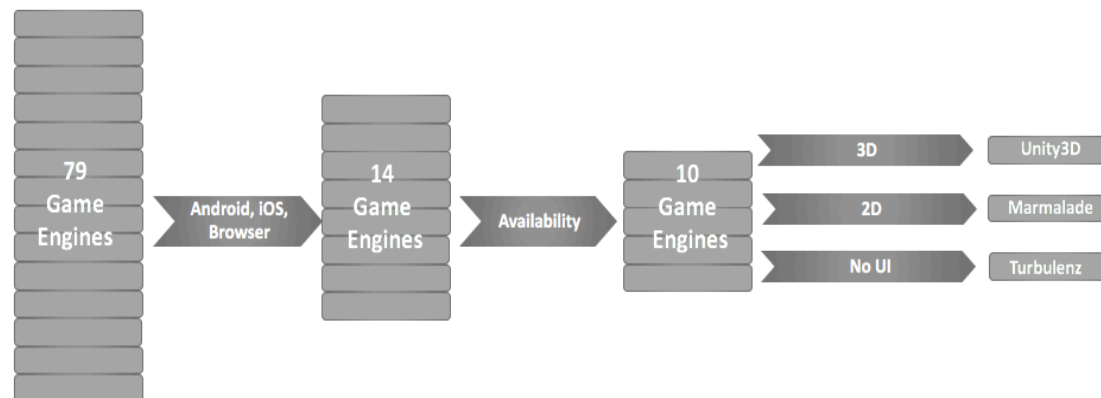 79
Game
Engines
Android, iOS,
Browser
14
Game
Engines
Availability
10
Game
Engines
3D
Unity3D
2D
Marmalade
No UI
Turbulenz